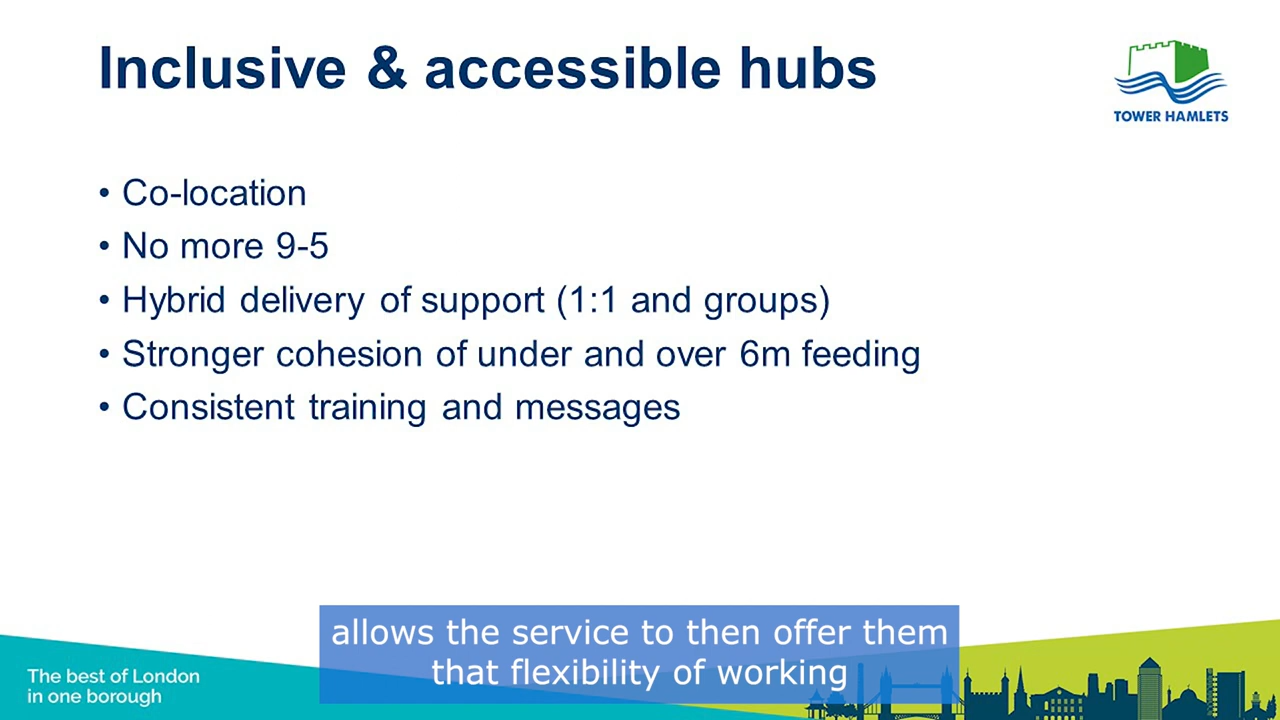 Inclusive & accessible hubs
TOWER HAMLETS
• Co-location
• No more 9-5
• Hybrid delivery of support (1:1 and groups)
• Stronger cohesion of under and over 6m feeding
• Consistent training and messages
allows the service to then offer them
that flexibility of working
The best of London
in one borough